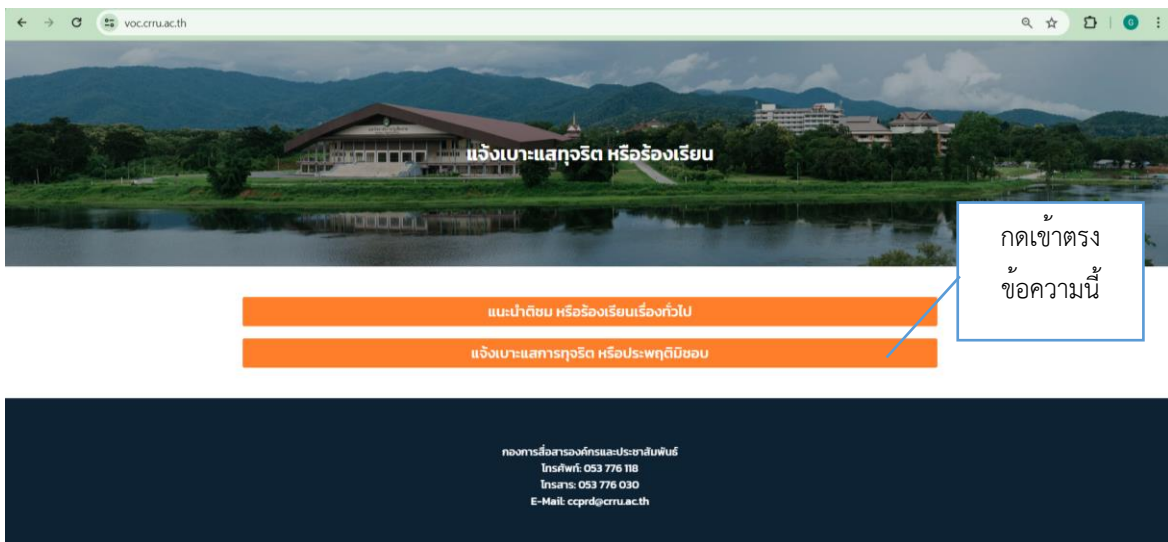 voc.crru.ac.th
แจ้งเบาะแสทุจริต หรือร้องเรียน
กดเข้าตรง
ข้อความนี้
แนะนำติชม หรือร้องเรียนเรื่องทั่วไป
แจ้งเบาะแสการทุจริต หรือประพฤติมิชอบ
กองการสื่อสารองค์กรและประชาสัมพันธ์
โทรศัพท์: 053 776 118
โทรสาร: 053 776 030
E-Mail: ccprd@crru.ac.th